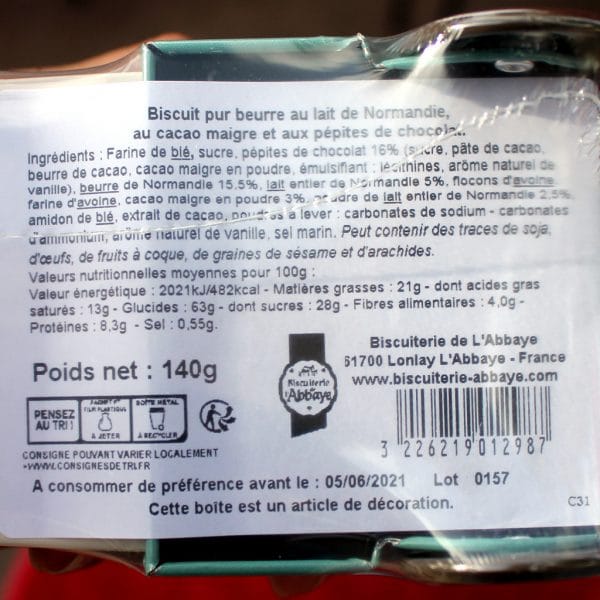 Biscuit pur beurre au lait de Normandie,
au cacao maigre et aux pépites de chocolat.
Ingrédients : Farine de blé, sucre, pépites de chocolat 16% (sucre, pâte de cacao,
beurre de cacao, cacao maigre en poudre, émulsifiant : lécithines, arôme naturel de
vanille), beurre de Normandie 15,5%, lait entier de Normandie 5%, flocons d'avoine,
farine d'avoine, cacao maigre en poudre 3%, poudre de lait entier de Normandie 2,5%,
amidon de blé, extrait de cacao, poudres à lever : carbonates de sodium - carbonates
d'ammonium, arôme naturel de vanille, sel marin. Peut contenir des traces de soja,
d'œufs, de fruits à coque, de graines de sésame et d'arachides.
Valeurs nutritionnelles moyennes pour 100g :
Valeur énergétique : 2021kJ/482kcal - Matières grasses : 21g - dont acides gras
saturés : 13g - Glucides : 63g - dont sucres : 28g - Fibres alimentaires : 4,0g -
Protéines : 8,3g - Sel : 0,55g.
Poids net : 140g
Biscuiterie
de
l'Abbaye
Biscuiterie de L'Abbaye
61700 Lonlay L'Abbaye - France
www.biscuiterie-abbaye.com
PENSEZ
AU TRI !
SACHET ET
FILM PLASTIQUE
À JETER
BOÎTE MÉTAL
À RECYCLER
CONSIGNE POUVANT VARIER LOCALEMENT
>WWW.CONSIGNESDETRI.FR
3 226219 012987
A consommer de préférence avant le : 05/06/2021 Lot 0157
Cette boîte est un article de décoration.
C31